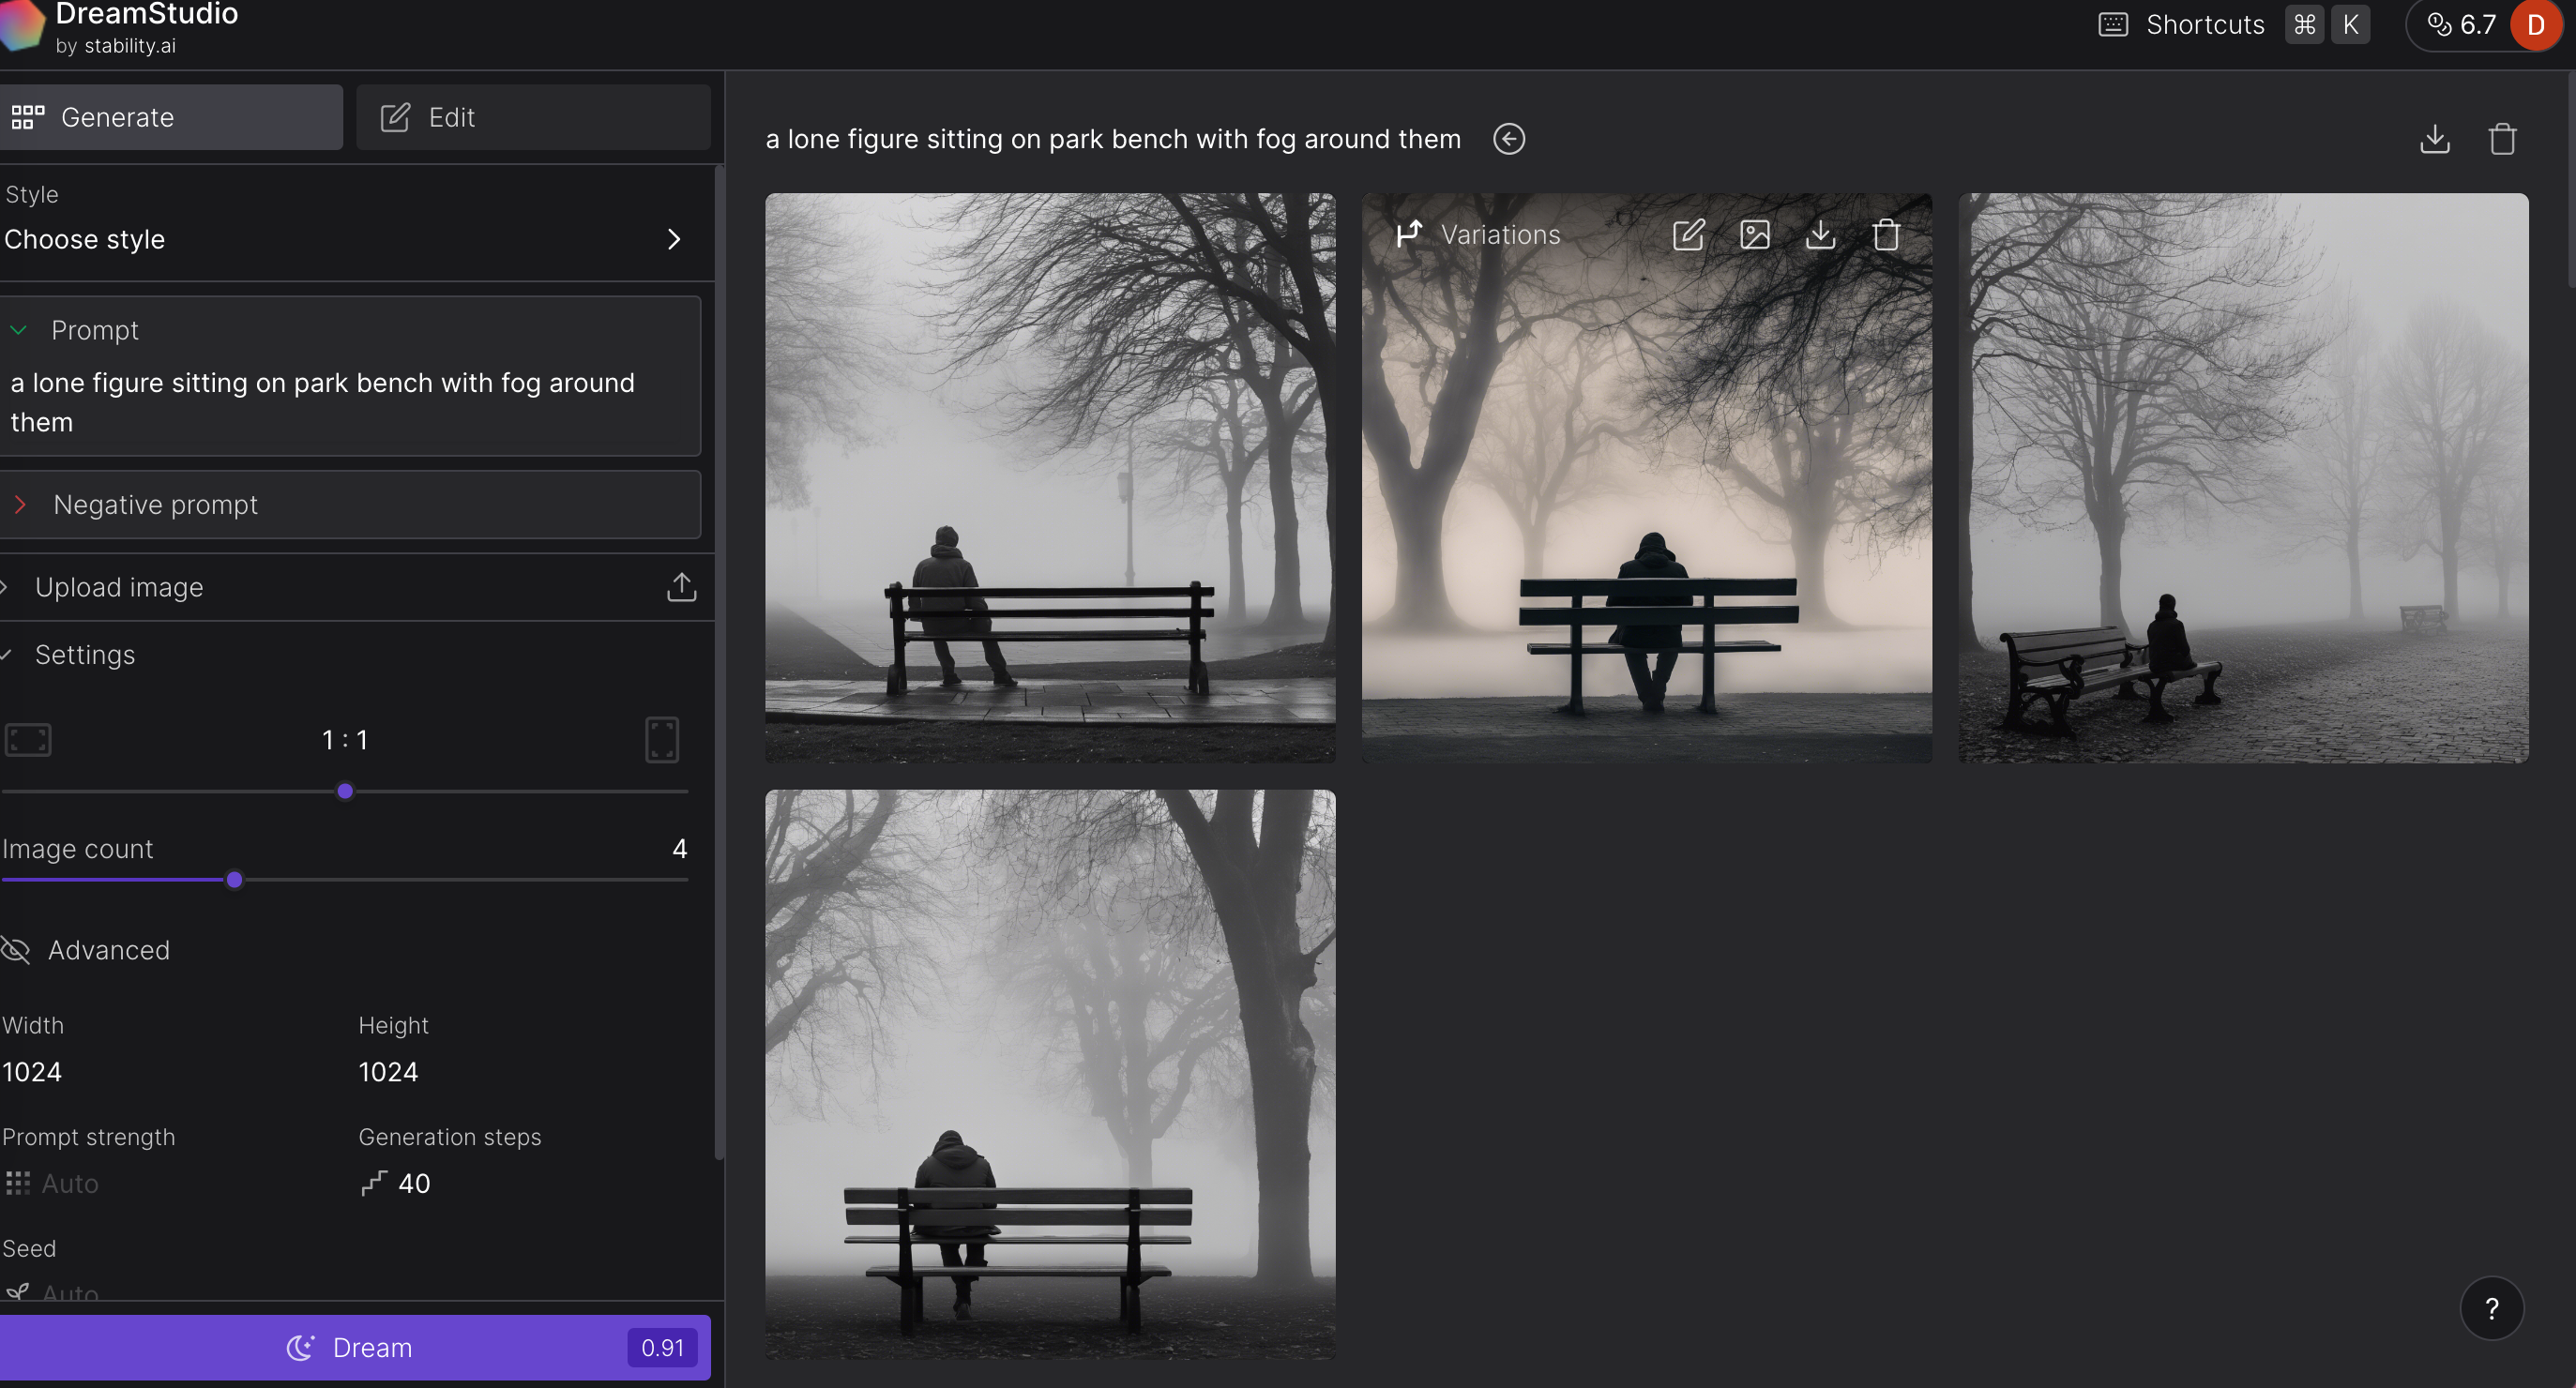 DreamStudio
by stability.ai
Shortcuts ⌘ K
6.7 D
Generate
Edit
Style
Choose style
Prompt
a lone figure sitting on park bench with fog around
them
Negative prompt
Upload image
Settings
1 : 1
Image count 4
Advanced
Width Height
1024 1024
Prompt strength Generation steps
Auto 40
Seed
Auto
Dream 0.91
a lone figure sitting on park bench with fog around them
Variations
?